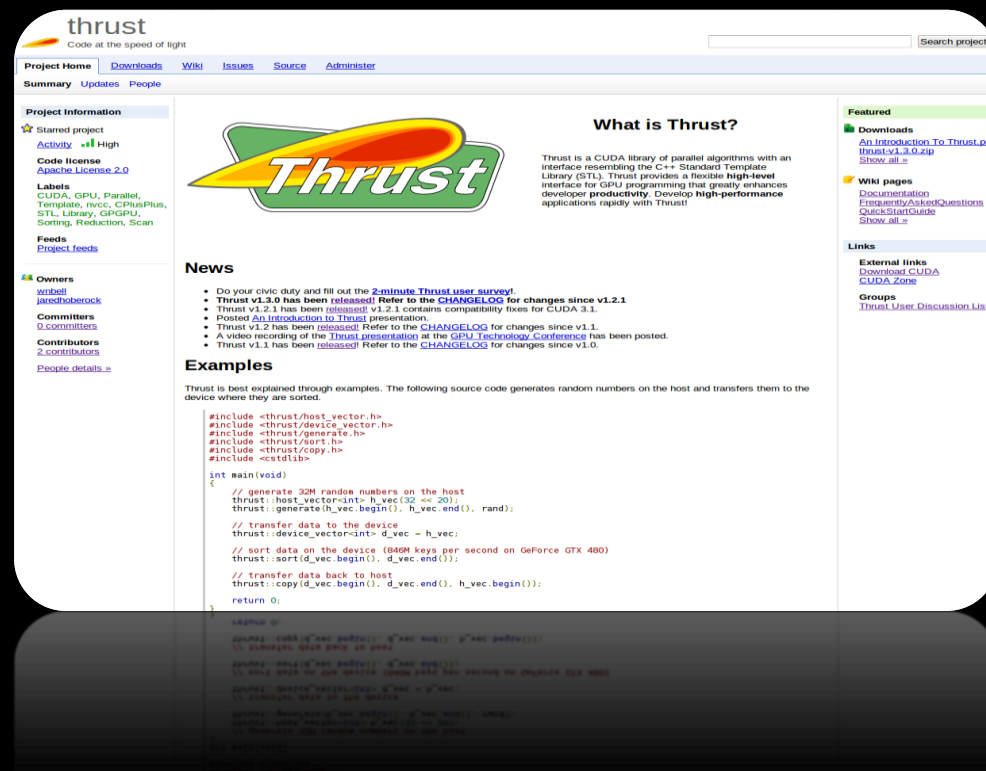 thrust
Code at the speed of light
Search project
Project Home Downloads Wiki Issues Source Administer
Summary Updates People
Project Information
Starred project
Activity High
Code license
Apache License 2.0
Labels
CUDA, GPU, Parallel,
Template, nvcc, CPlusPlus,
STL, Library, GPGPU,
Sorting, Reduction, Scan
Feeds
Project feeds
Owners
wnbell
jaredhoberock
Committers
0 committers
Contributors
2 contributors
People details »
Thrust
What is Thrust?
Thrust is a CUDA library of parallel algorithms with an
interface resembling the C++ Standard Template
Library (STL). Thrust provides a flexible high-level
interface for GPU programming that greatly enhances
developer productivity. Develop high-performance
applications rapidly with Thrust!
News
• Do your civic duty and fill out the 2-minute Thrust user survey!.
• Thrust v1.3.0 has been released! Refer to the CHANGELOG for changes since v1.2.1
• Thrust v1.2.1 has been released! v1.2.1 contains compatibility fixes for CUDA 3.1.
• Posted An Introduction to Thrust presentation.
• Thrust v1.2 has been released! Refer to the CHANGELOG for changes since v1.1.
• A video recording of the Thrust presentation at the GPU Technology Conference has been posted.
• Thrust v1.1 has been released! Refer to the CHANGELOG for changes since v1.0.
Examples
Thrust is best explained through examples. The following source code generates random numbers on the host and transfers them to the
device where they are sorted.
#include <thrust/host_vector.h>
#include <thrust/device_vector.h>
#include <thrust/generate.h>
#include <thrust/sort.h>
#include <thrust/copy.h>
#include <cstdlib>
int main(void)
{
// generate 32M random numbers on the host
thrust::host_vector<int> h_vec(32 << 20);
thrust::generate(h_vec.begin(), h_vec.end(), rand);
// transfer data to the device
thrust::device_vector<int> d_vec = h_vec;
// sort data on the device (846M keys per second on GeForce GTX 480)
thrust::sort(d_vec.begin(), d_vec.end());
// transfer data back to host
thrust::copy(d_vec.begin(), d_vec.end(), h_vec.begin());
return 0;
}
Featured
Downloads
An Introduction To Thrust.p
thrust-v1.3.0.zip
Show all »
Wiki pages
Documentation
FrequentlyAskedQuestions
QuickStartGuide
Show all »
Links
External links
Download CUDA
CUDA Zone
Groups
Thrust User Discussion Lis